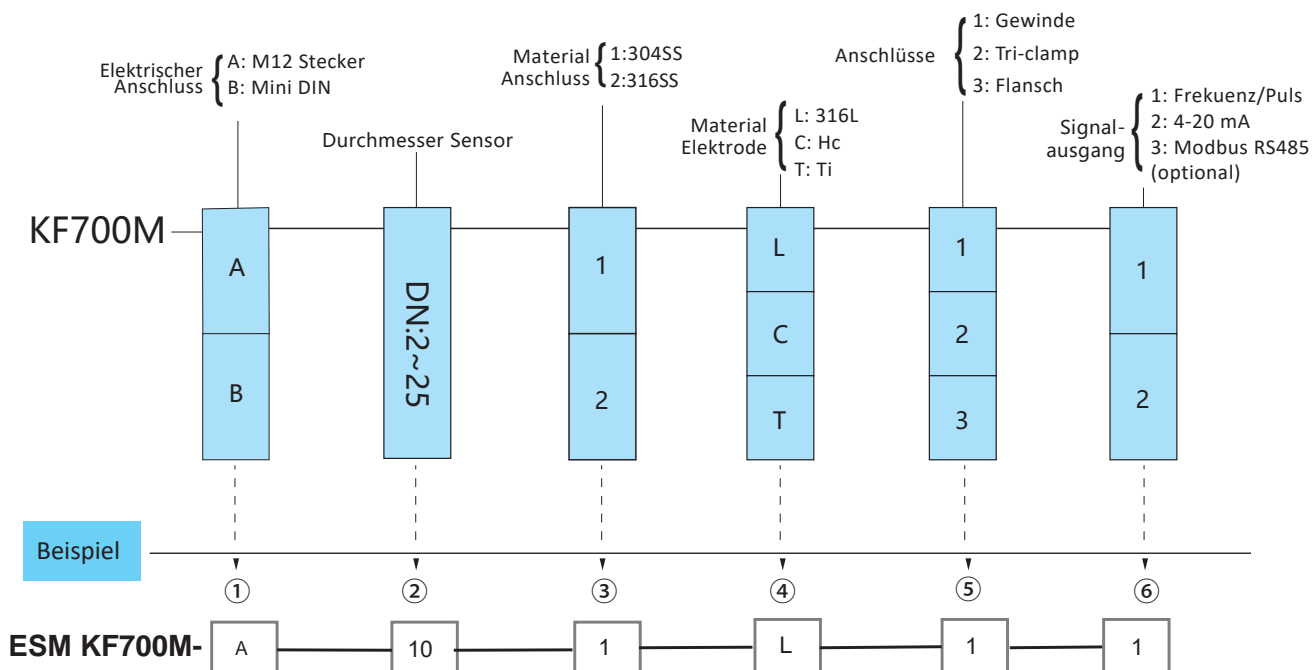 Elektrischer
Anschluss
A: M12 Stecker
B: Mini DIN
Durchmesser Sensor
Material
Anschluss
1:304SS
2:316SS
Material
Elektrode
L: 316L
C: Hc
T: Ti
Anschlüsse
1: Gewinde
2: Tri-clamp
3: Flansch
Signal-
ausgang
1: Frekuenz/Puls
2: 4-20 mA
3: Modbus RS485
(optional)
KF700M
A
B
DN:2~25
1
2
L
C
T
1
2
3
1
2
Beispiel
① ② ③ ④ ⑤ ⑥
ESM KF700M- A 10 1 L 1 1